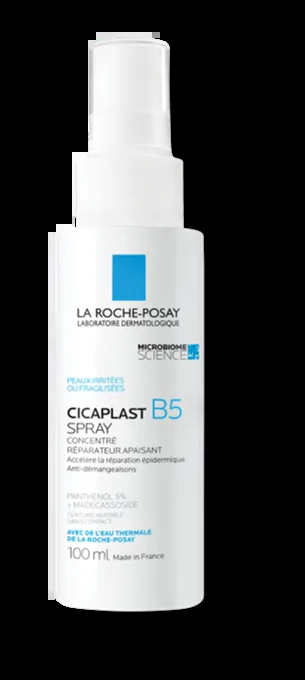 LA ROCHE-POSAY
LABORATOIRE DERMATOLOGIQUE
MICROBIOME
SCIENCE
PEAUX IRRITÉES
OU FRAGILISÉES
CICAPLAST B5
SPRAY
CONCENTRÉ
RÉPARATEUR APAISANT
Accélère la réparation épidermique
Anti-démangeaisons
PANTHENOL 5%
+ MADECASSOSIDE
TEXTURE INVISIBLE
SANS CONTACT
AVEC DE L'EAU THERMALE
DE LA ROCHE-POSAY
100 ml Made in France